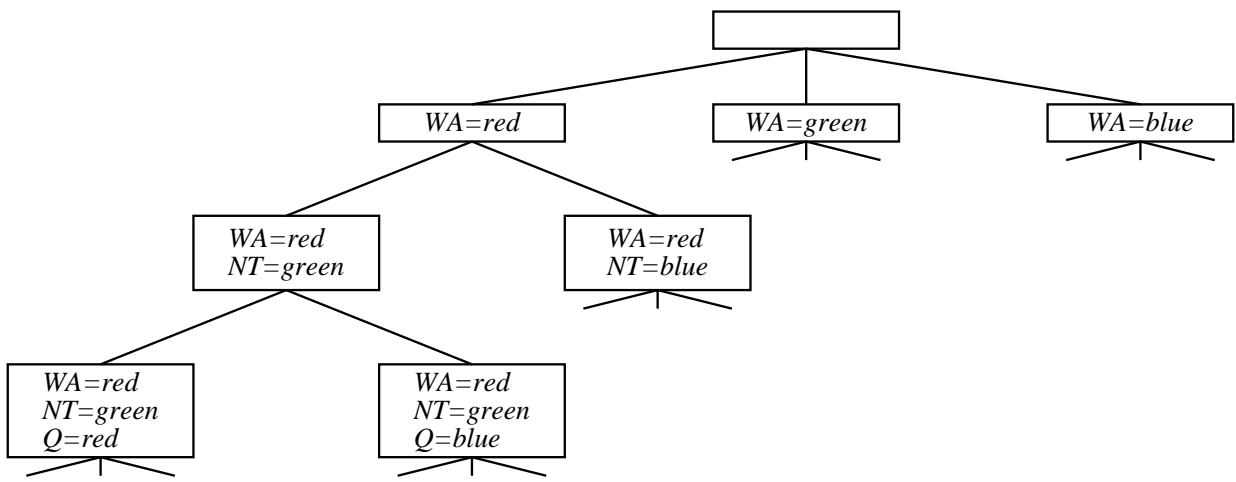 WA=red
WA=green
WA=blue
WA=red
NT=green
WA=red
NT=blue
WA=red
NT=green
Q=red
WA=red
NT=green
Q=blue